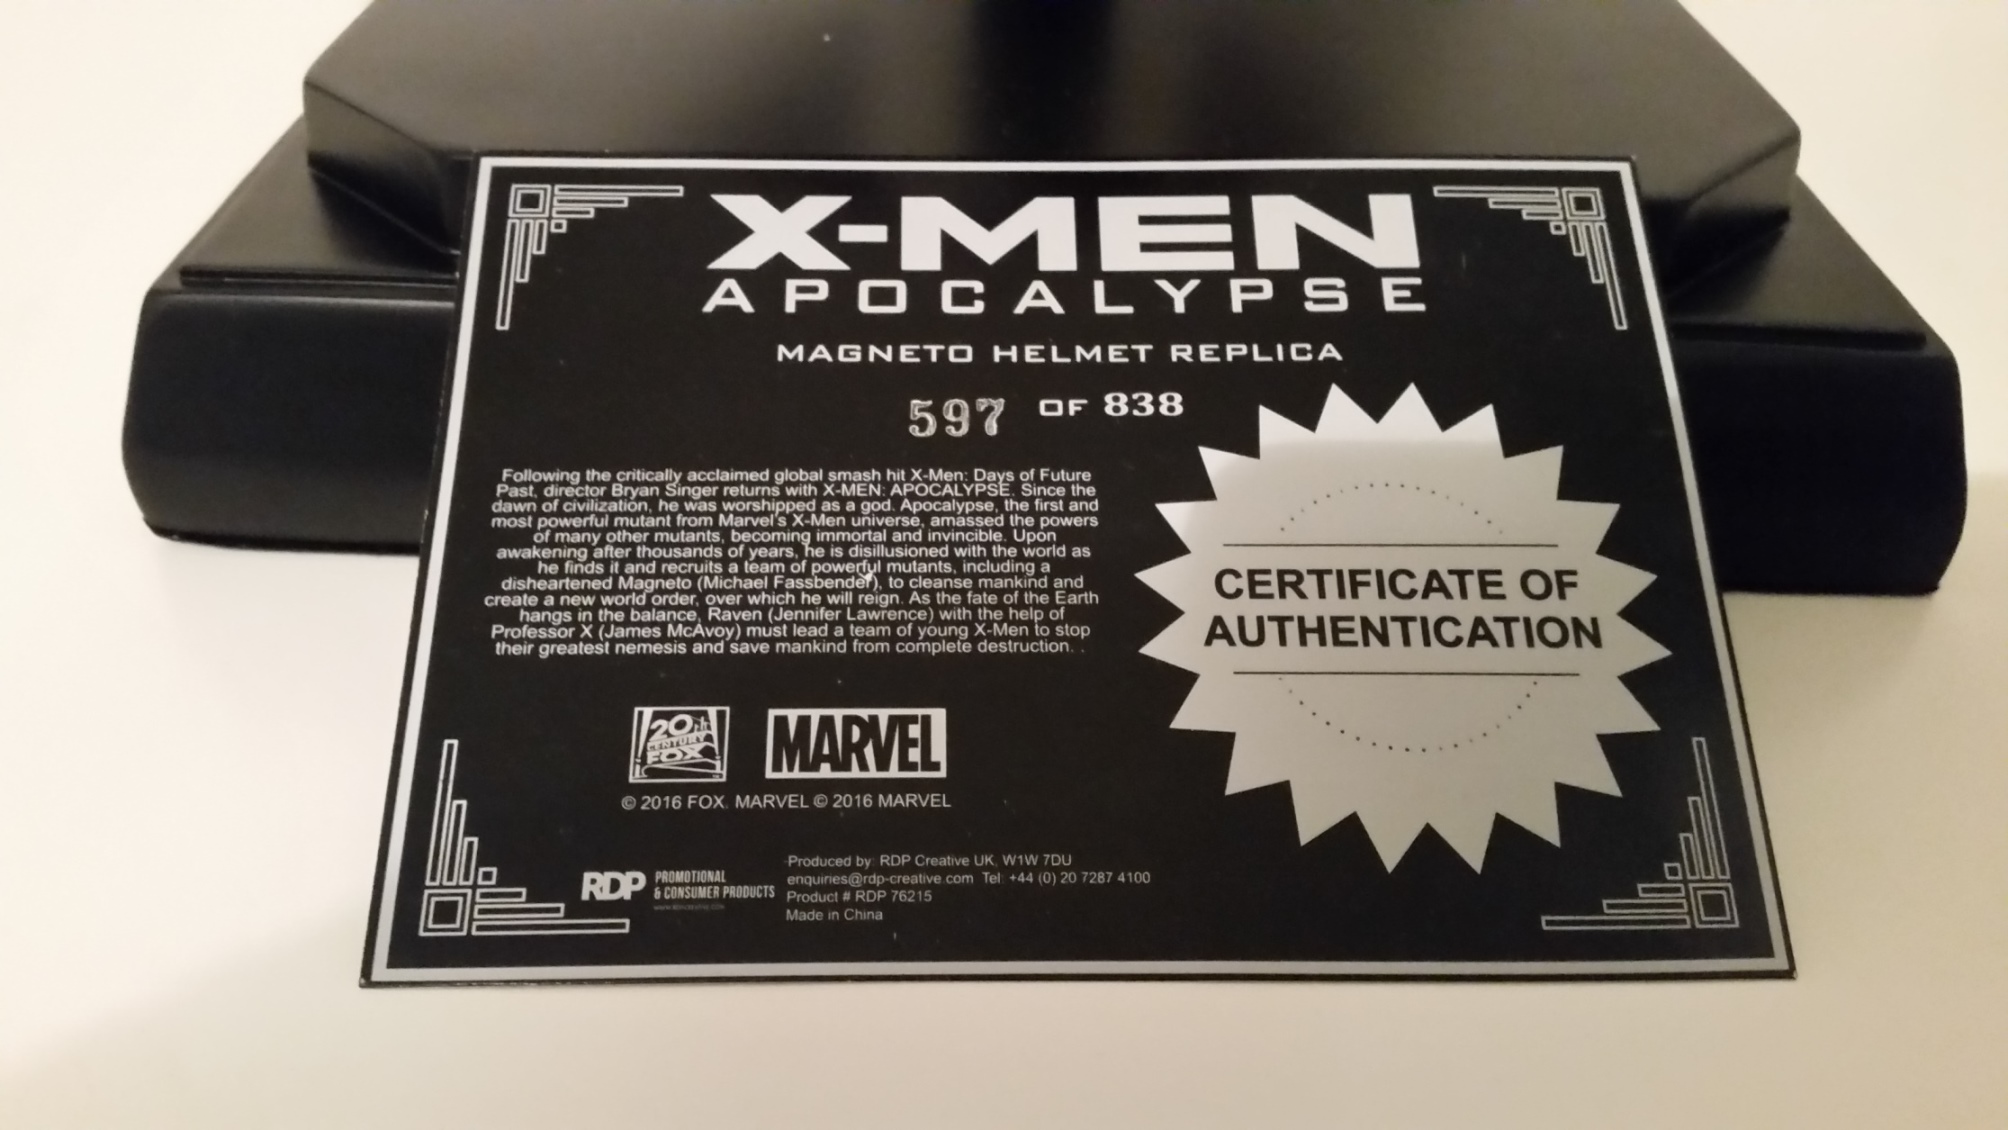 X-MEN
APOCALYPSE
MAGNETO HELMET REPLICA
597 OF 838
Following the critically acclaimed global smash hit X-Men: Days of Future
Past, director Bryan Singer returns with X-MEN: APOCALYPSE. Since the
dawn of civilization, he was worshipped as a god. Apocalypse, the first and
most powerful mutant from Marvel's X-Men universe, amassed the powers
of many other mutants, becoming immortal and invincible. Upon
awakening after thousands of years, he is disillusioned with the world as
he finds it and recruits a team of powerful mutants, including a
disheartened Magneto (Michael Fassbender), to cleanse mankind and
create a new world order, over which he will reign. As the fate of the Earth
hangs in the balance, Raven (Jennifer Lawrence) with the help of
Professor X (James McAvoy) must lead a team of young X-Men to stop
their greatest nemesis and save mankind from complete destruction. .
CERTIFICATE OF
AUTHENTICATION
20
CENTURY
FOX
MARVEL
© 2016 FOX. MARVEL © 2016 MARVEL
RDP PROMOTIONAL
& CONSUMER PRODUCTS
Produced by: RDP Creative UK, W1W 7DU
enquiries@rdp-creative.com Tel: +44 (0) 20 7287 4100
Product # RDP 76215
Made in China